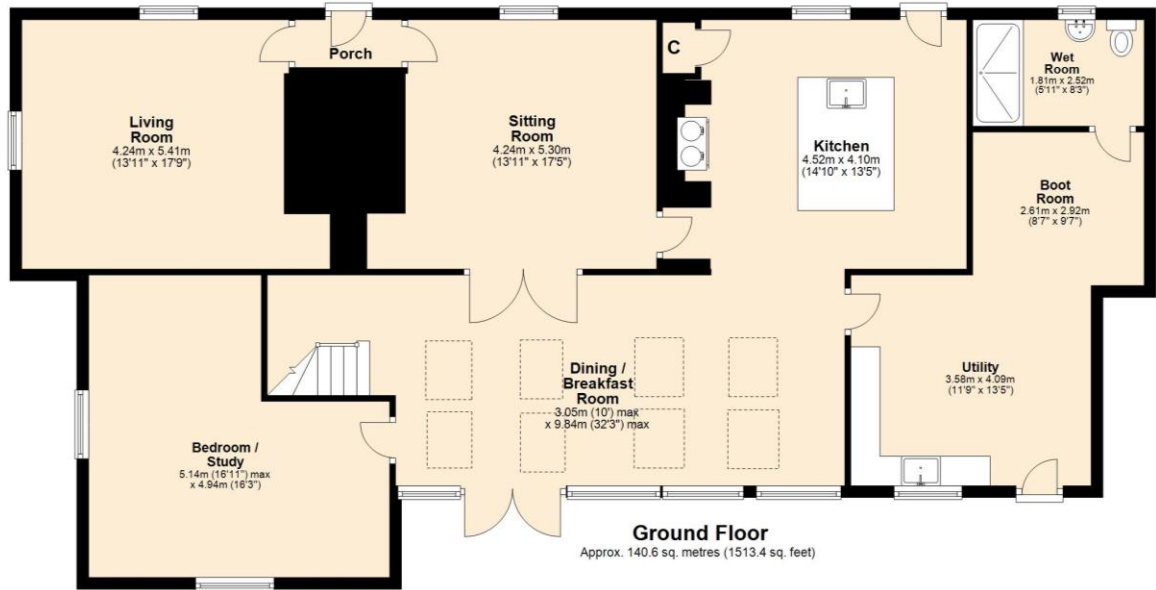 Porch
C
Wet
Room
1.81m x 2.52m
(5'11" x 8'3")
Living
Room
4.24m x 5.41m
(13'11" x 17'9")
Sitting
Room
4.24m x 5.30m
(13'11" x 17'5")
Kitchen
4.52m x 4.10m
(14'10" x 13'5")
Boot
Room
2.61m x 2.92m
(8'7" x 9'7")
Dining /
Breakfast
Room
3.05m (10') max
x 9.84m (32'3") max
Utility
3.58m x 4.09m
(11'9" x 13'5")
Bedroom /
Study
5.14m (16'11") max
x 4.94m (16'3")
Ground Floor
Approx. 140.6 sq. metres (1513.4 sq. feet)